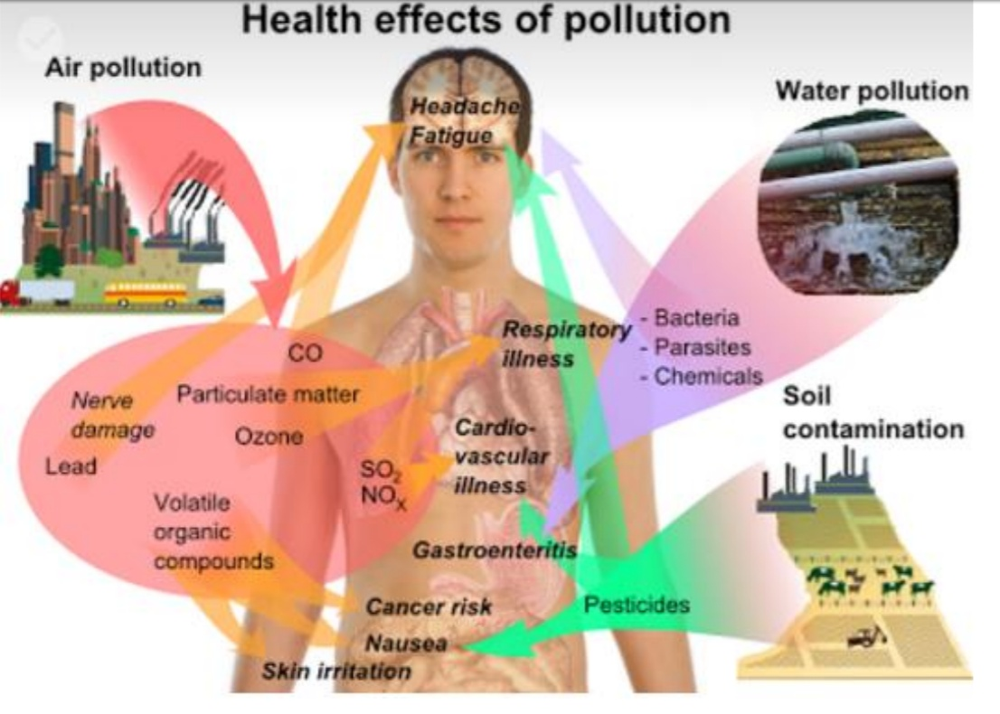 Health effects of pollution
Air pollution
Water pollution
Headache
Fatigue
Respiratory
illness
- Bacteria
- Parasites
- Chemicals
CO
Nerve
damage
Particulate matter
Ozone
Lead
SO₂
NOₓ
Volatile
organic
compounds
Cardio-
vascular
illness
Soil
contamination
Gastroenteritis
Pesticides
Cancer risk
Nausea
Skin irritation